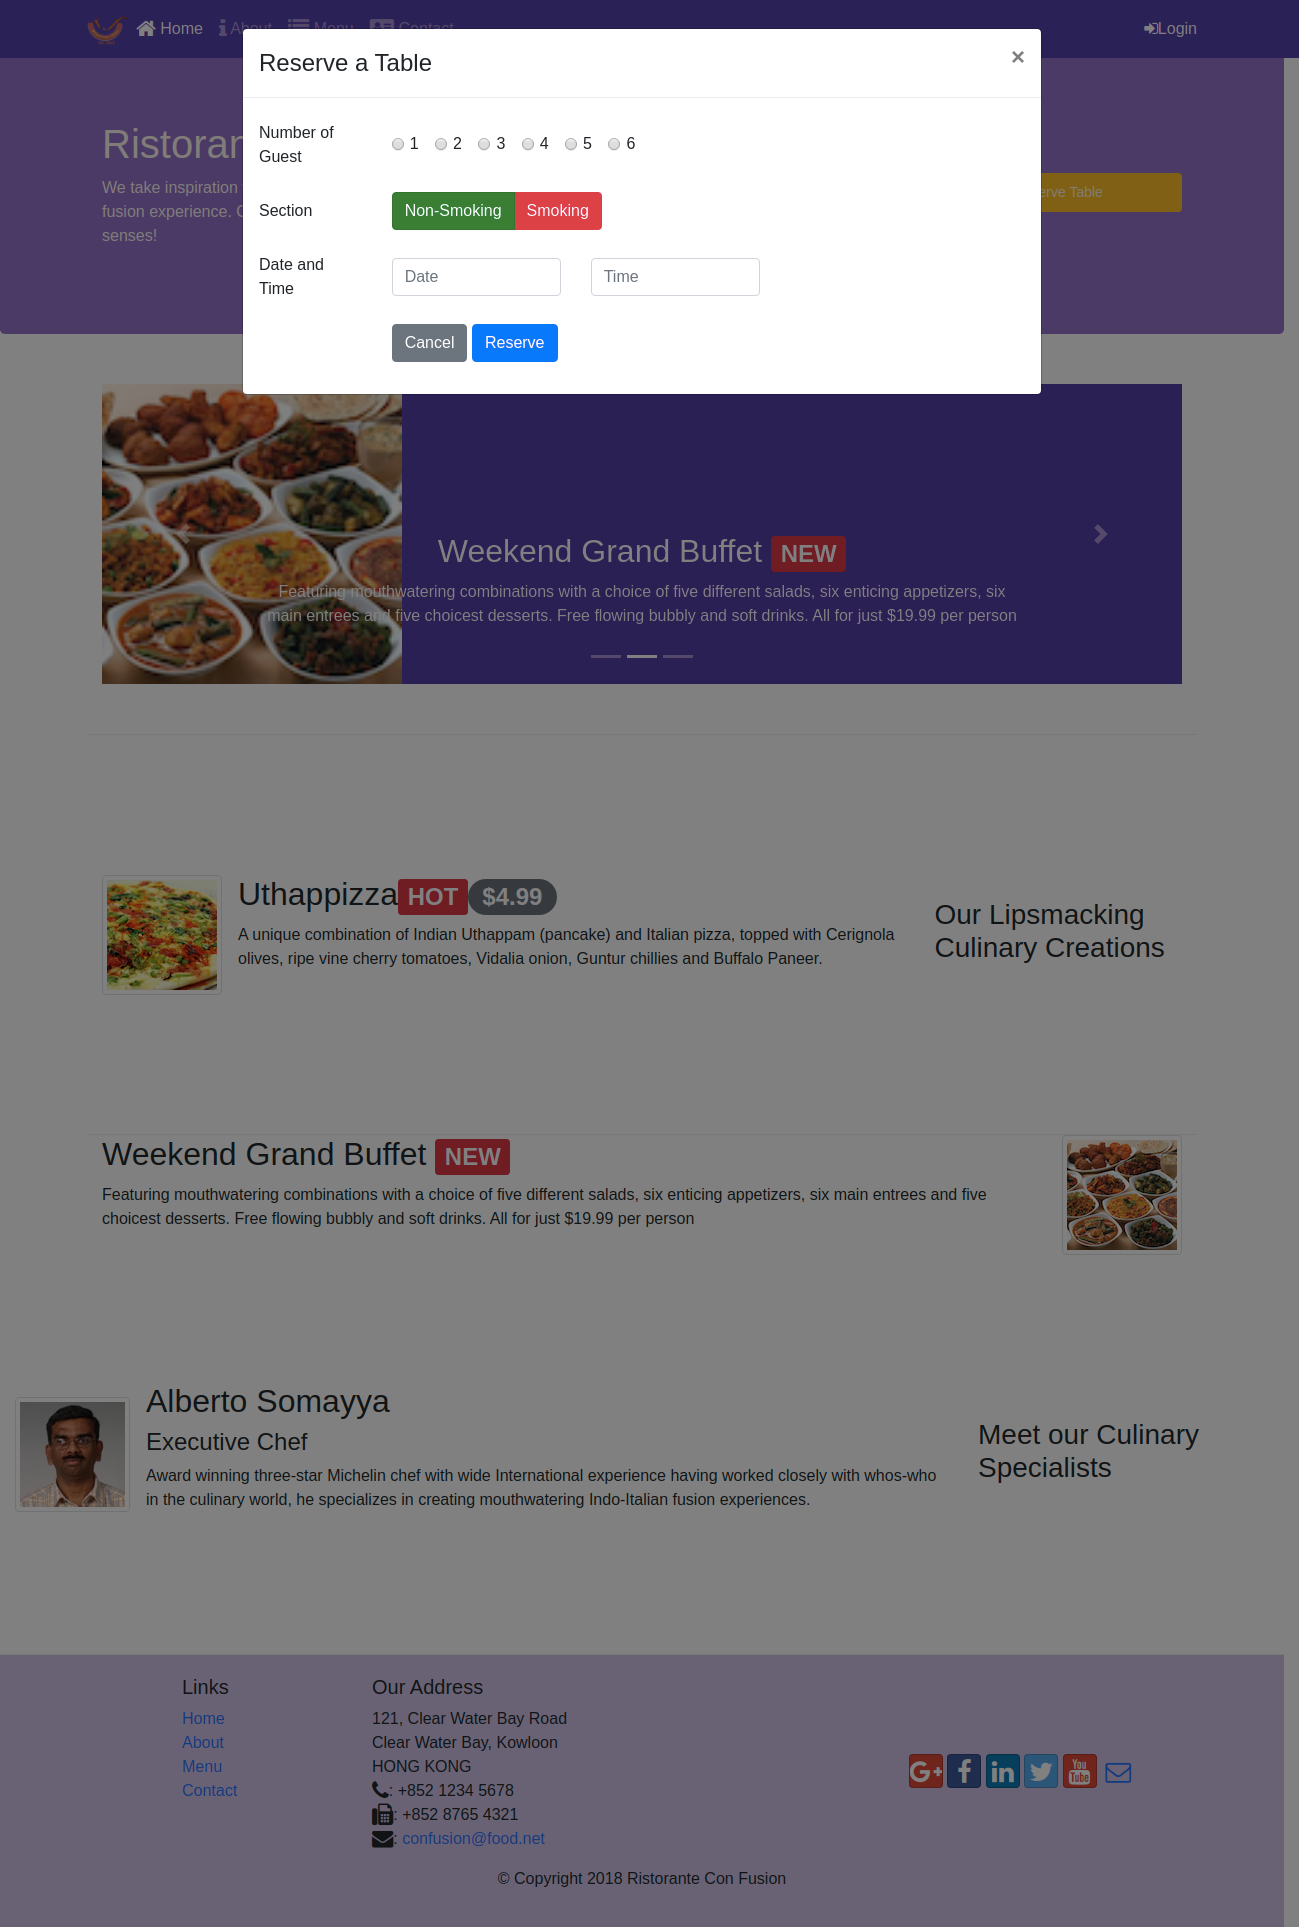 Home About Menu Contact Login
Reserve a Table ×
Number of
Guest
1 2 3 4 5 6
Section
Non-Smoking Smoking
Date and
Time
Date Time
Cancel Reserve
We take inspiration
fusion experience.
senses!
Table
Weekend Grand Buffet NEW
Featuring mouthwatering combinations with a choice of five different salads, six enticing appetizers, six
main entrees and five choicest desserts. Free flowing bubbly and soft drinks. All for just $19.99 per person
Uthappizza HOT $4.99
A unique combination of Indian Uthappam (pancake) and Italian pizza, topped with Cerignola
olives, ripe vine cherry tomatoes, Vidalia onion, Guntur chillies and Buffalo Paneer.
Our Lipsmacking
Culinary Creations
Weekend Grand Buffet NEW
Featuring mouthwatering combinations with a choice of five different salads, six enticing appetizers, six main entrees and five
choicest desserts. Free flowing bubbly and soft drinks. All for just $19.99 per person
Alberto Somayya
Executive Chef
Award winning three-star Michelin chef with wide International experience having worked closely with whos-who
in the culinary world, he specializes in creating mouthwatering Indo-Italian fusion experiences.
Meet our Culinary
Specialists
Links
Home
About
Menu
Contact
Our Address
121, Clear Water Bay Road
Clear Water Bay, Kowloon
HONG KONG
: +852 1234 5678
: +852 8765 4321
: confusion@food.net
G+ f in You Tube
© Copyright 2018 Ristorante Con Fusion